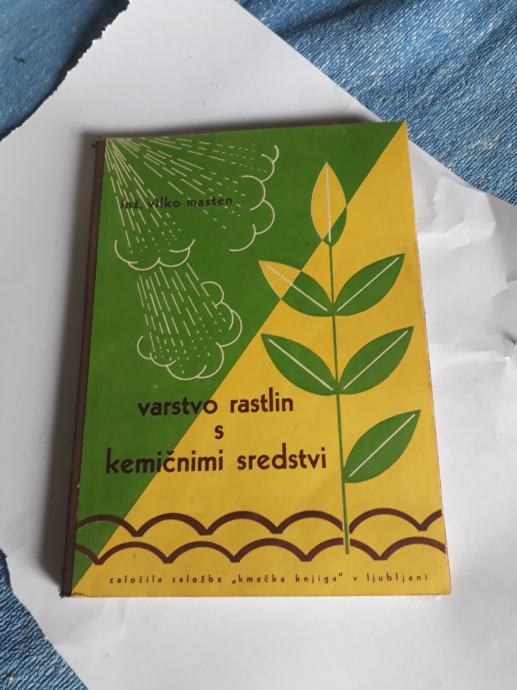 inž. vilko masten
varstvo rastlin
s
kemičnimi sredstvi
založila založba „kmečka knjiga" v ljubljani